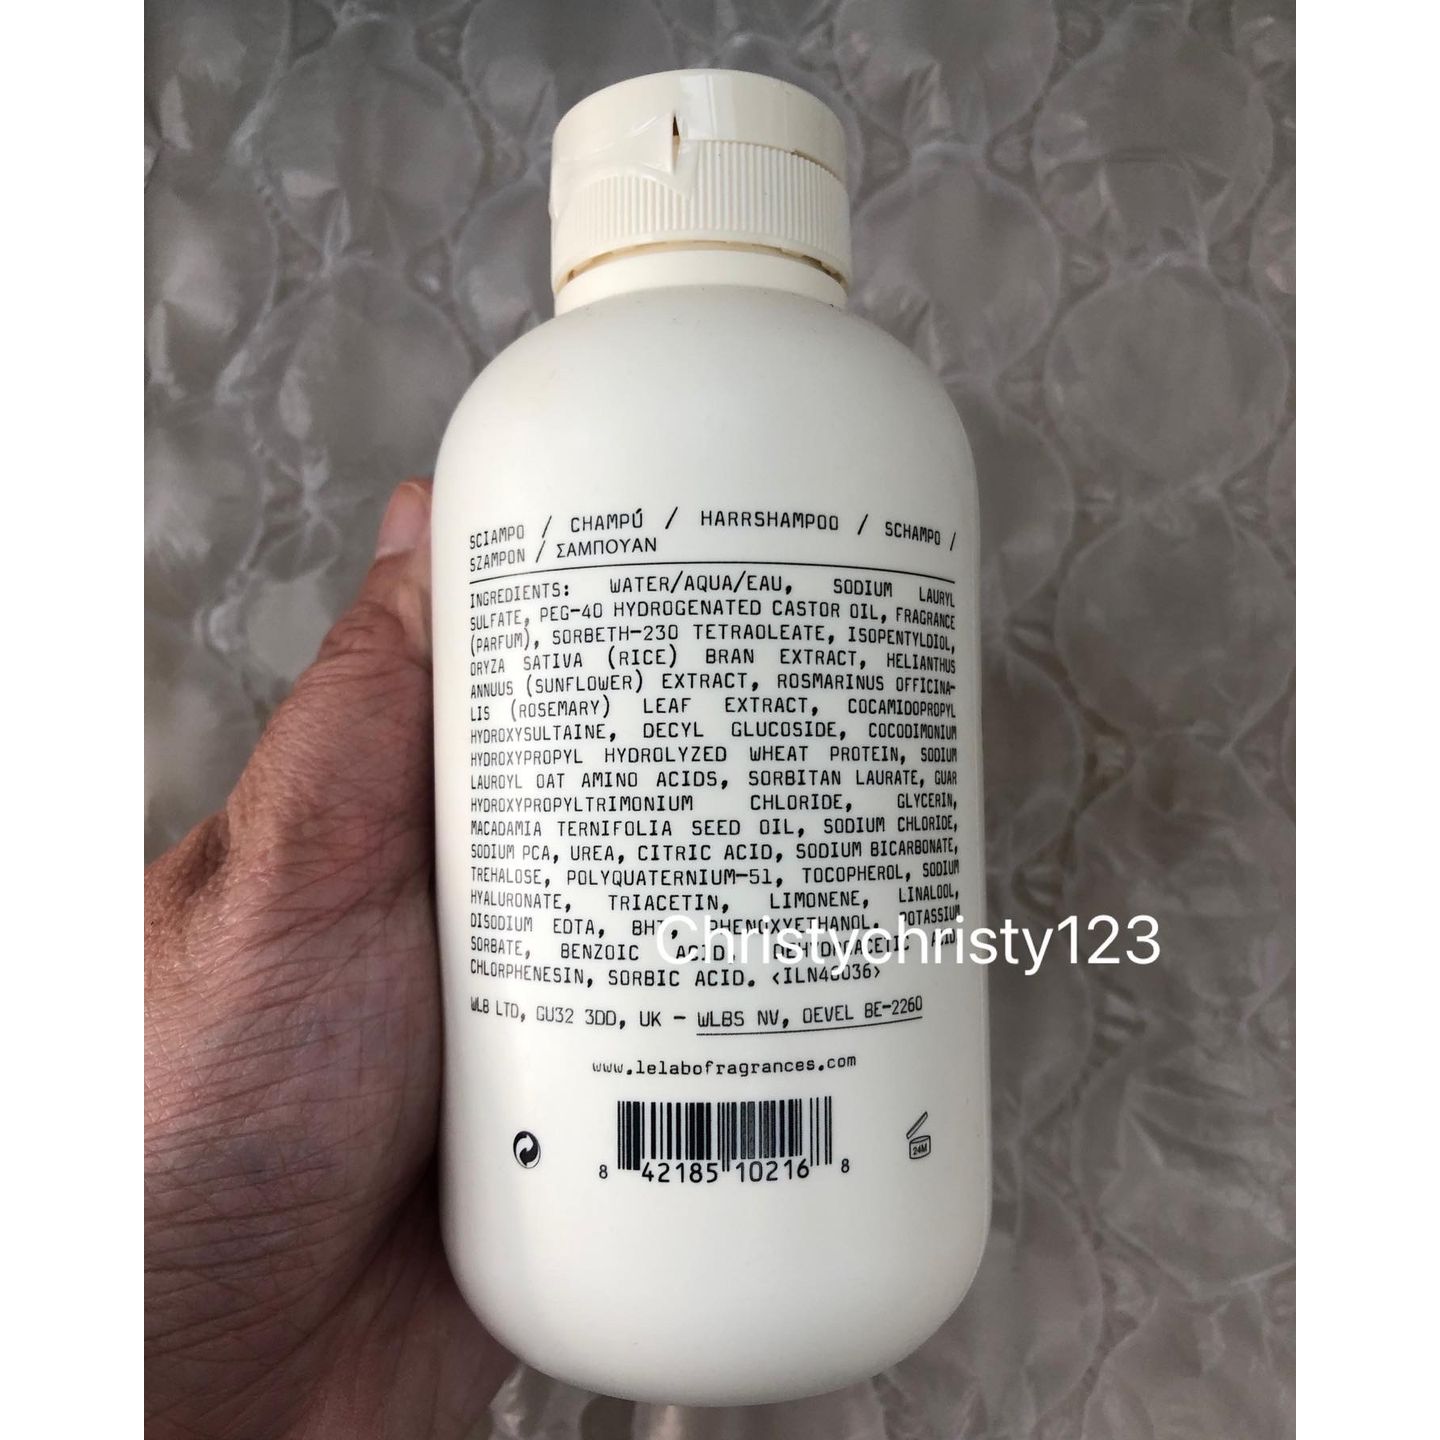 SCIAMPO / CHAMPÚ / HARRSHAMPOO / SCHAMPO /
SZAMPON / ΣΑΜΠΟΥΑΝ
INGREDIENTS: WATER/AQUA/EAU, SODIUM LAURYL
SULFATE, PEG-40 HYDROGENATED CASTOR OIL, FRAGRANCE
(PARFUM), SORBETH-230 TETRAOLEATE, ISOPENTYLDIOL,
ORYZA SATIVA (RICE) BRAN EXTRACT, HELIANTHUS
ANNUUS (SUNFLOWER) EXTRACT, ROSMARINUS OFFICINA-
LIS (ROSEMARY) LEAF EXTRACT, COCAMIDOPROPYL
HYDROXYSULTAINE, DECYL GLUCOSIDE, COCODIMONIUM
HYDROXYPROPYL HYDROLYZED WHEAT PROTEIN, SODIUM
LAUROYL OAT AMINO ACIDS, SORBITAN LAURATE, GUAR
HYDROXYPROPYLTRIMONIUM CHLORIDE, GLYCERIN,
MACADAMIA TERNIFOLIA SEED OIL, SODIUM CHLORIDE,
SODIUM PCA, UREA, CITRIC ACID, SODIUM BICARBONATE,
TREHALOSE, POLYQUATERNIUM-51, TOCOPHEROL, SODIUM
HYALURONATE, TRIACETIN, LIMONENE, LINALOOL,
DISODIUM EDTA, BHT, PHENOXYETHANOL, POTASSIUM
SORBATE, BENZOIC ACID, DEHYDROACETIC ACID
CHLORPHENESIN, SORBIC ACID. <ILN46036>
Christychristy123
WLB LTD, GU32 3DD, UK - WLBS NV, OEVEL BE-2260
www.lelabofragrances.com
8 42185 10216 8
24M